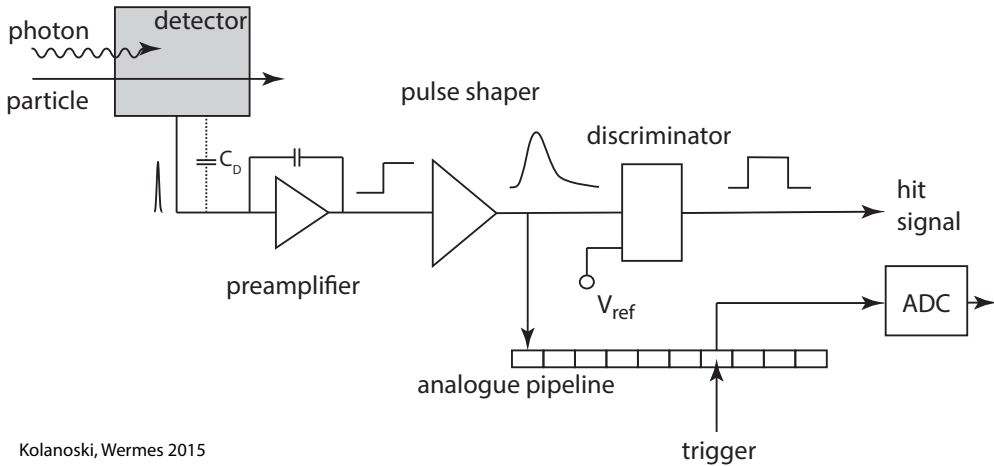 detector
photon
particle
pulse shaper
discriminator
C_D
hit
signal
preamplifier
V_ref
ADC
analogue pipeline
trigger
Kolanoski, Wermes 2015